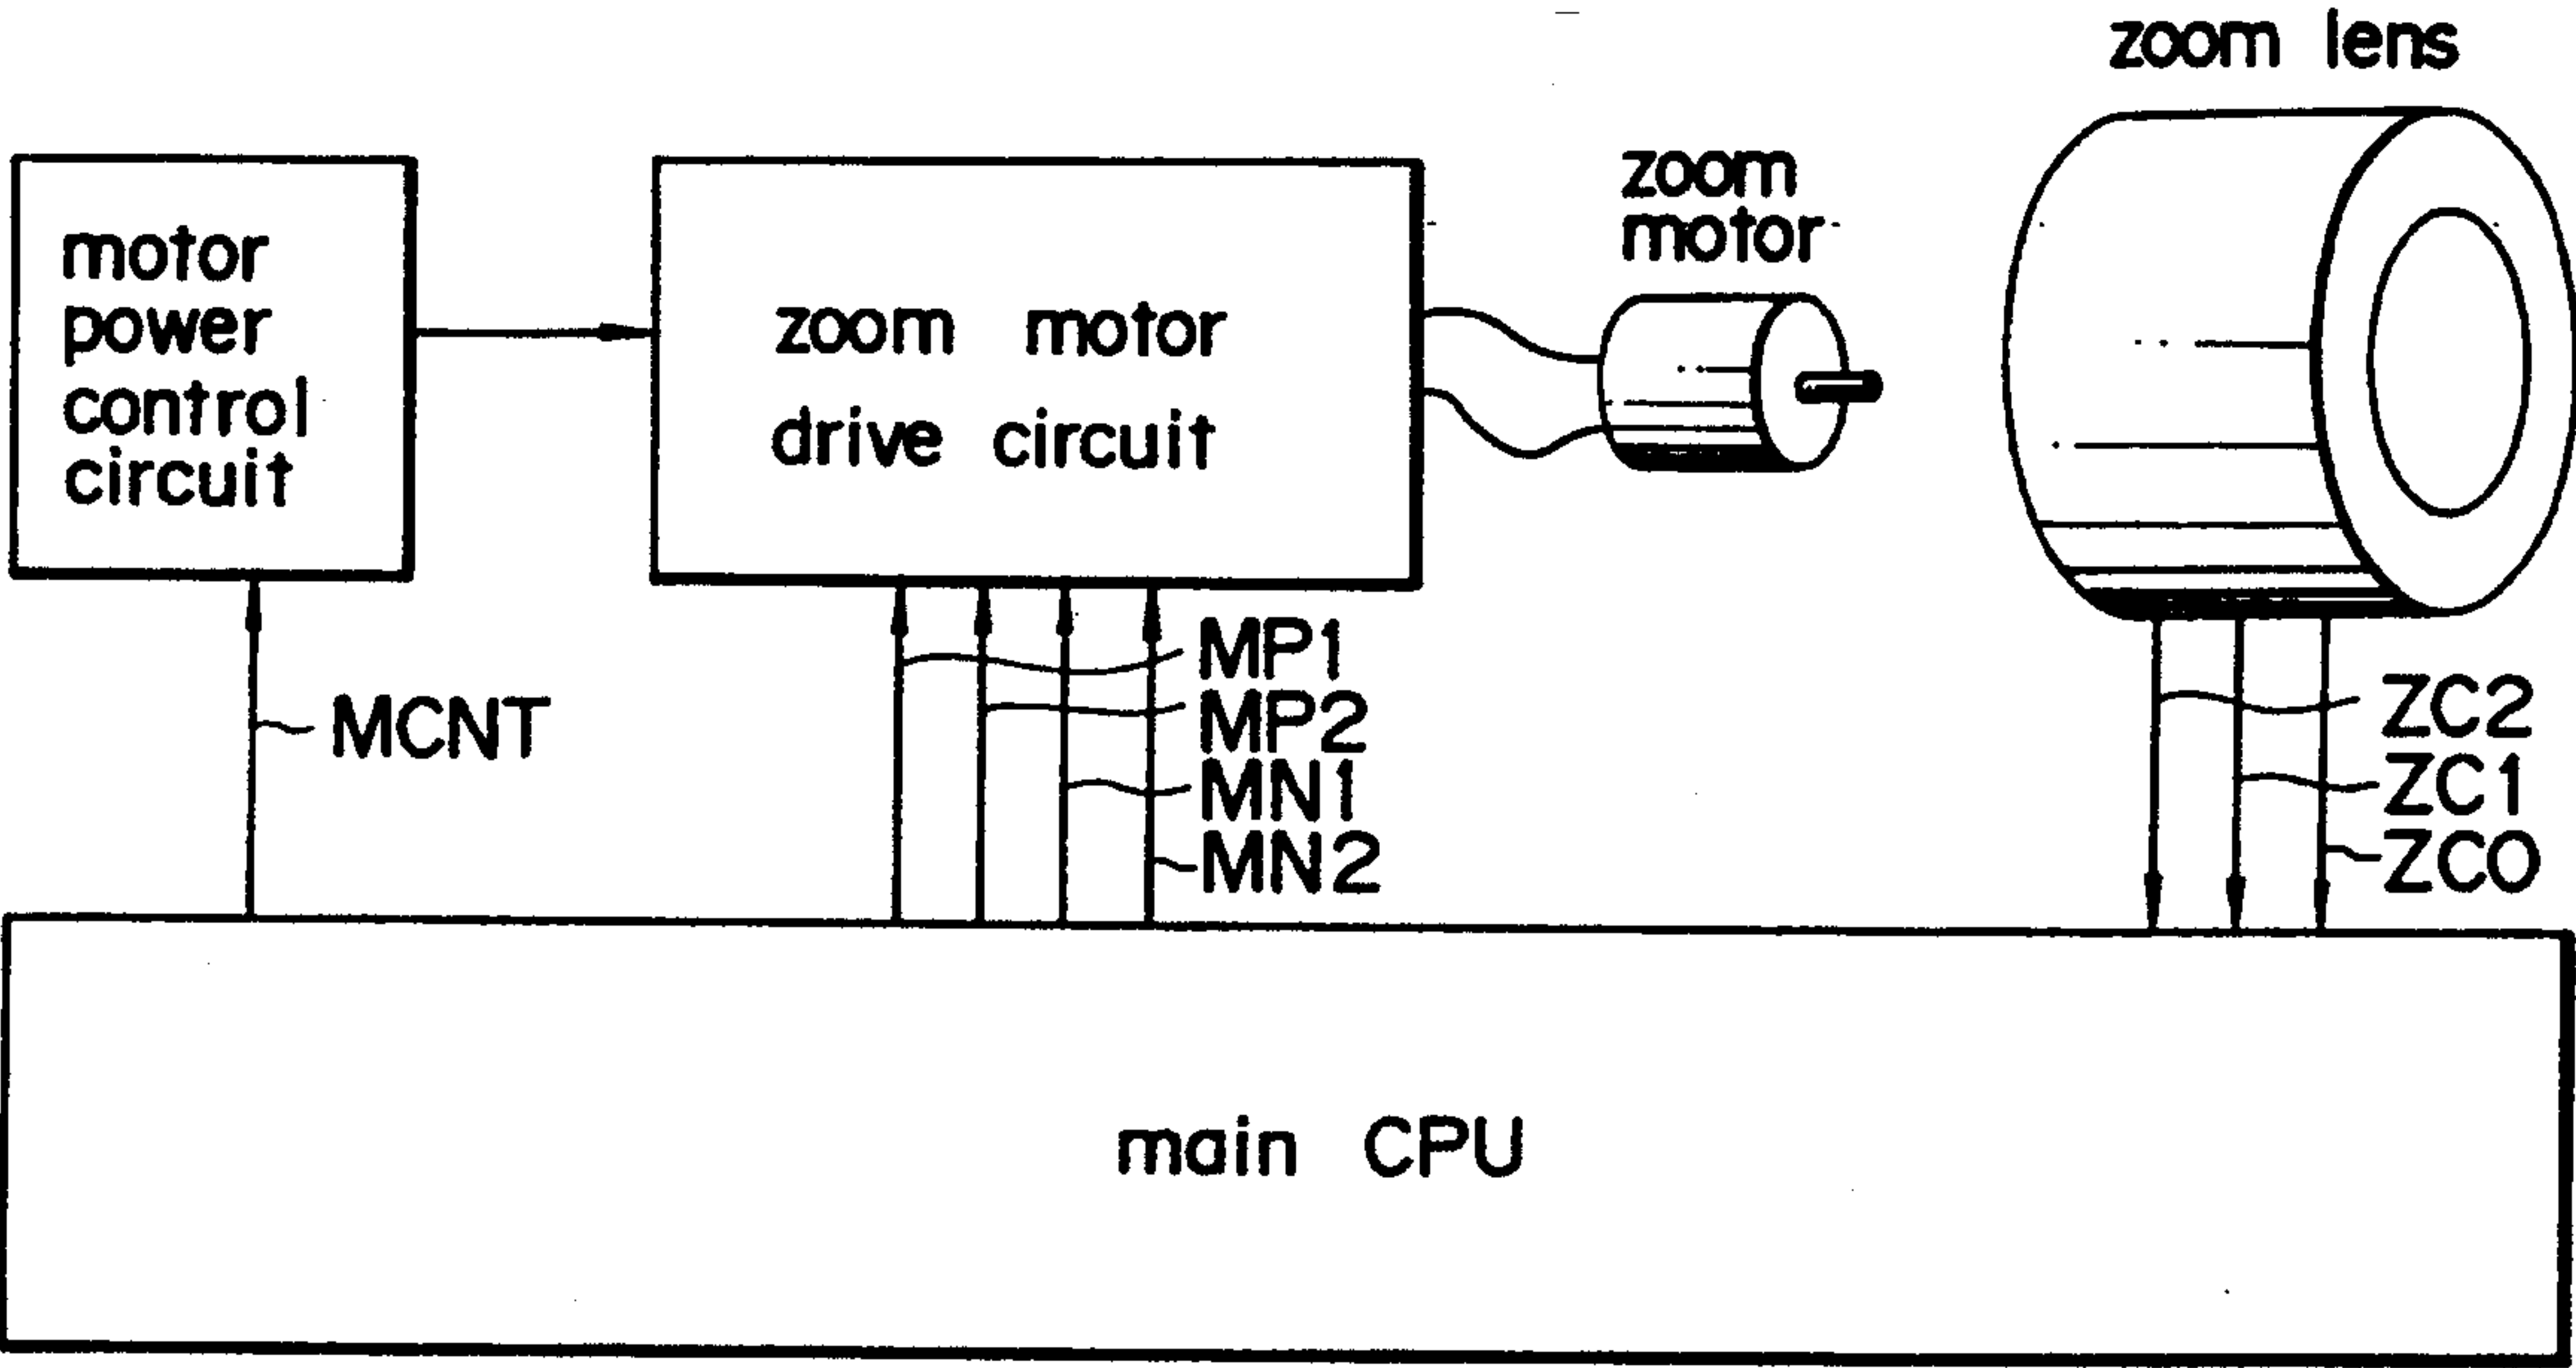 zoom lens
zoom
motor
motor
power
control
circuit
zoom motor
drive circuit
MP1
MP2
MN1
MN2
MCNT
ZC2
ZC1
ZC0
main CPU